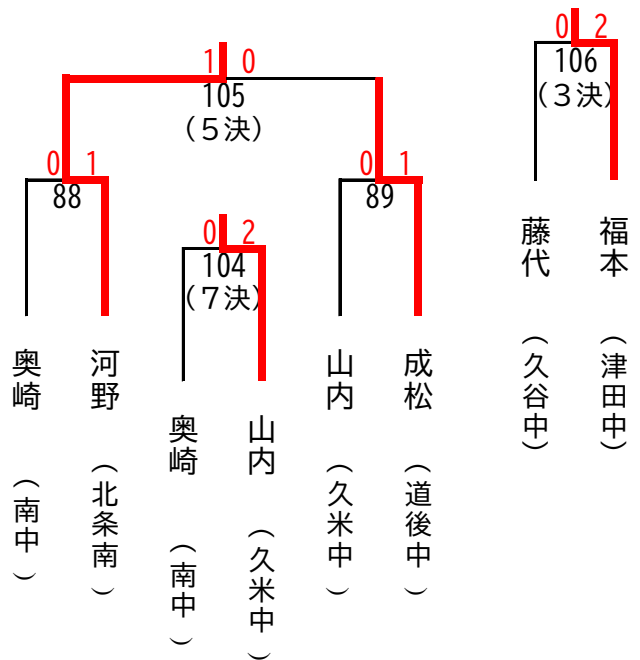 1 0
105
（５決）
0 1
88
0 1
89
0 2
104
（７決）
0 2
106
（３決）
奥崎（南中）
河野（北条南）
奥崎（南中）
山内（久米中）
山内（久米中）
成松（道後中）
藤代（久谷中）
福本（津田中）